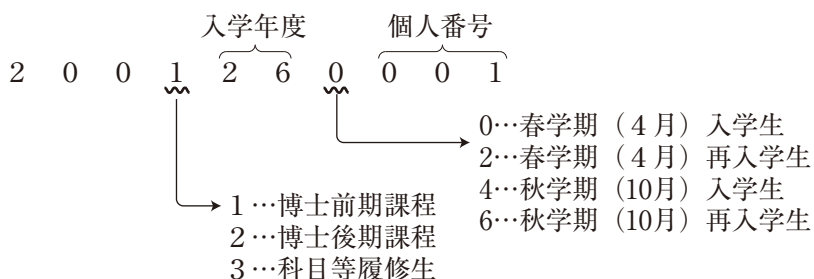 入学年度 個人番号
2 0 0 1 2 6 0 0 0 1
0…春学期(4月)入学生
2…春学期(4月)再入学生
4…秋学期(10月)入学生
6…秋学期(10月)再入学生
1…博士前期課程
2…博士後期課程
3…科目等履修生